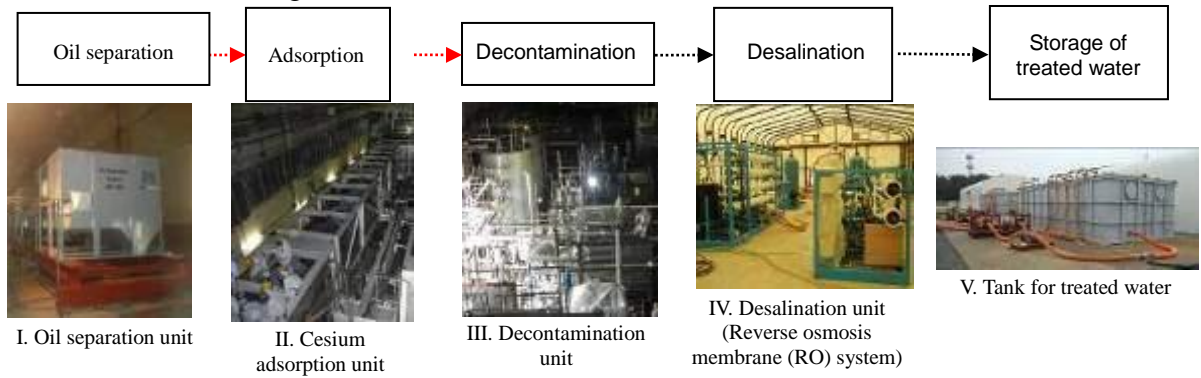 Oil separation
Adsorption
Decontamination
Desalination
Storage of
treated water
I. Oil separation unit
II. Cesium
adsorption unit
III. Decontamination
unit
IV. Desalination unit
(Reverse osmosis
membrane (RO) system)
V. Tank for treated water